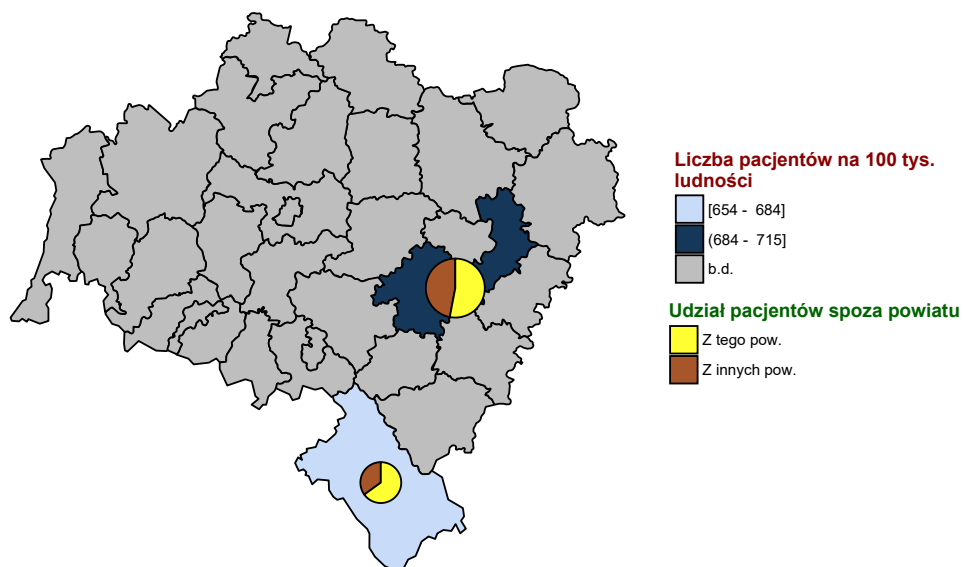 Liczba pacjentów na 100 tys.
ludności
[654 - 684]
(684 - 715]
b.d.
Udział pacjentów spoza powiatu
Z tego pow.
Z innych pow.